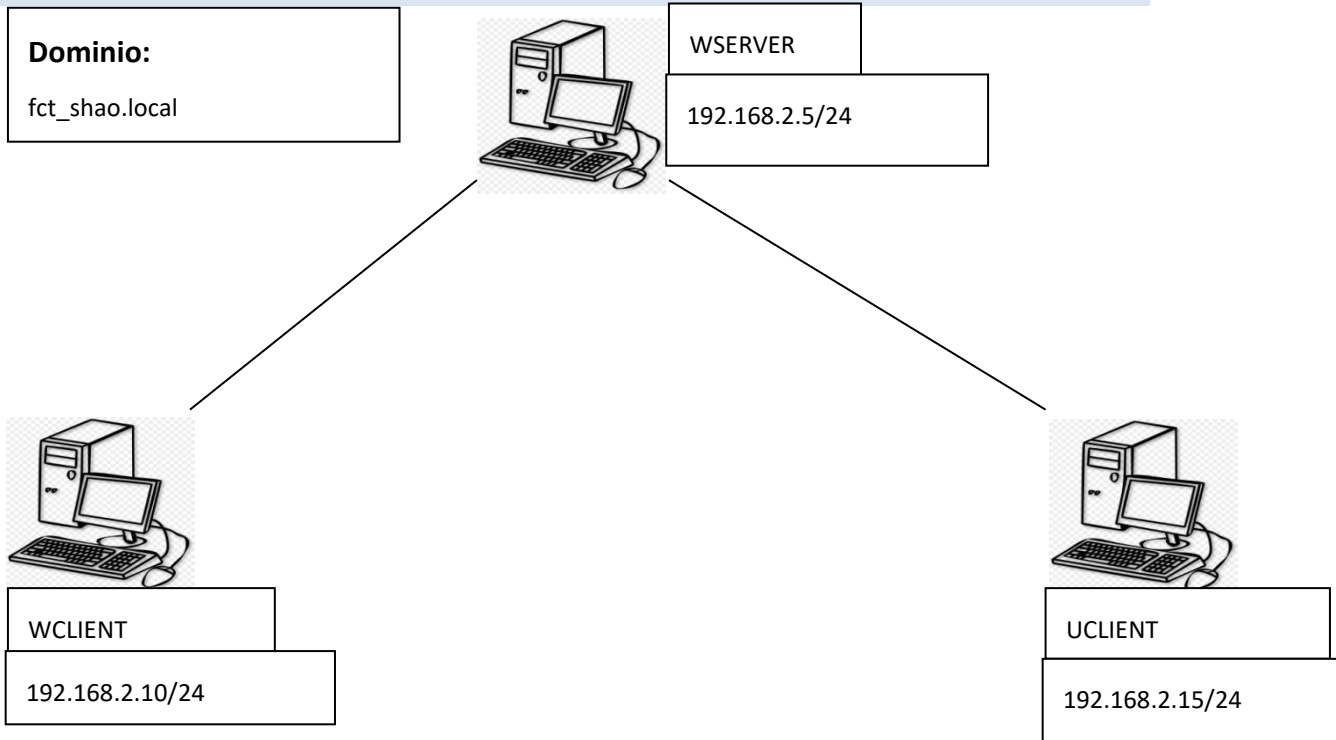 Dominio:
fct_shao.local
WSERVER
192.168.2.5/24
WCLIENT
192.168.2.10/24
UCLIENT
192.168.2.15/24